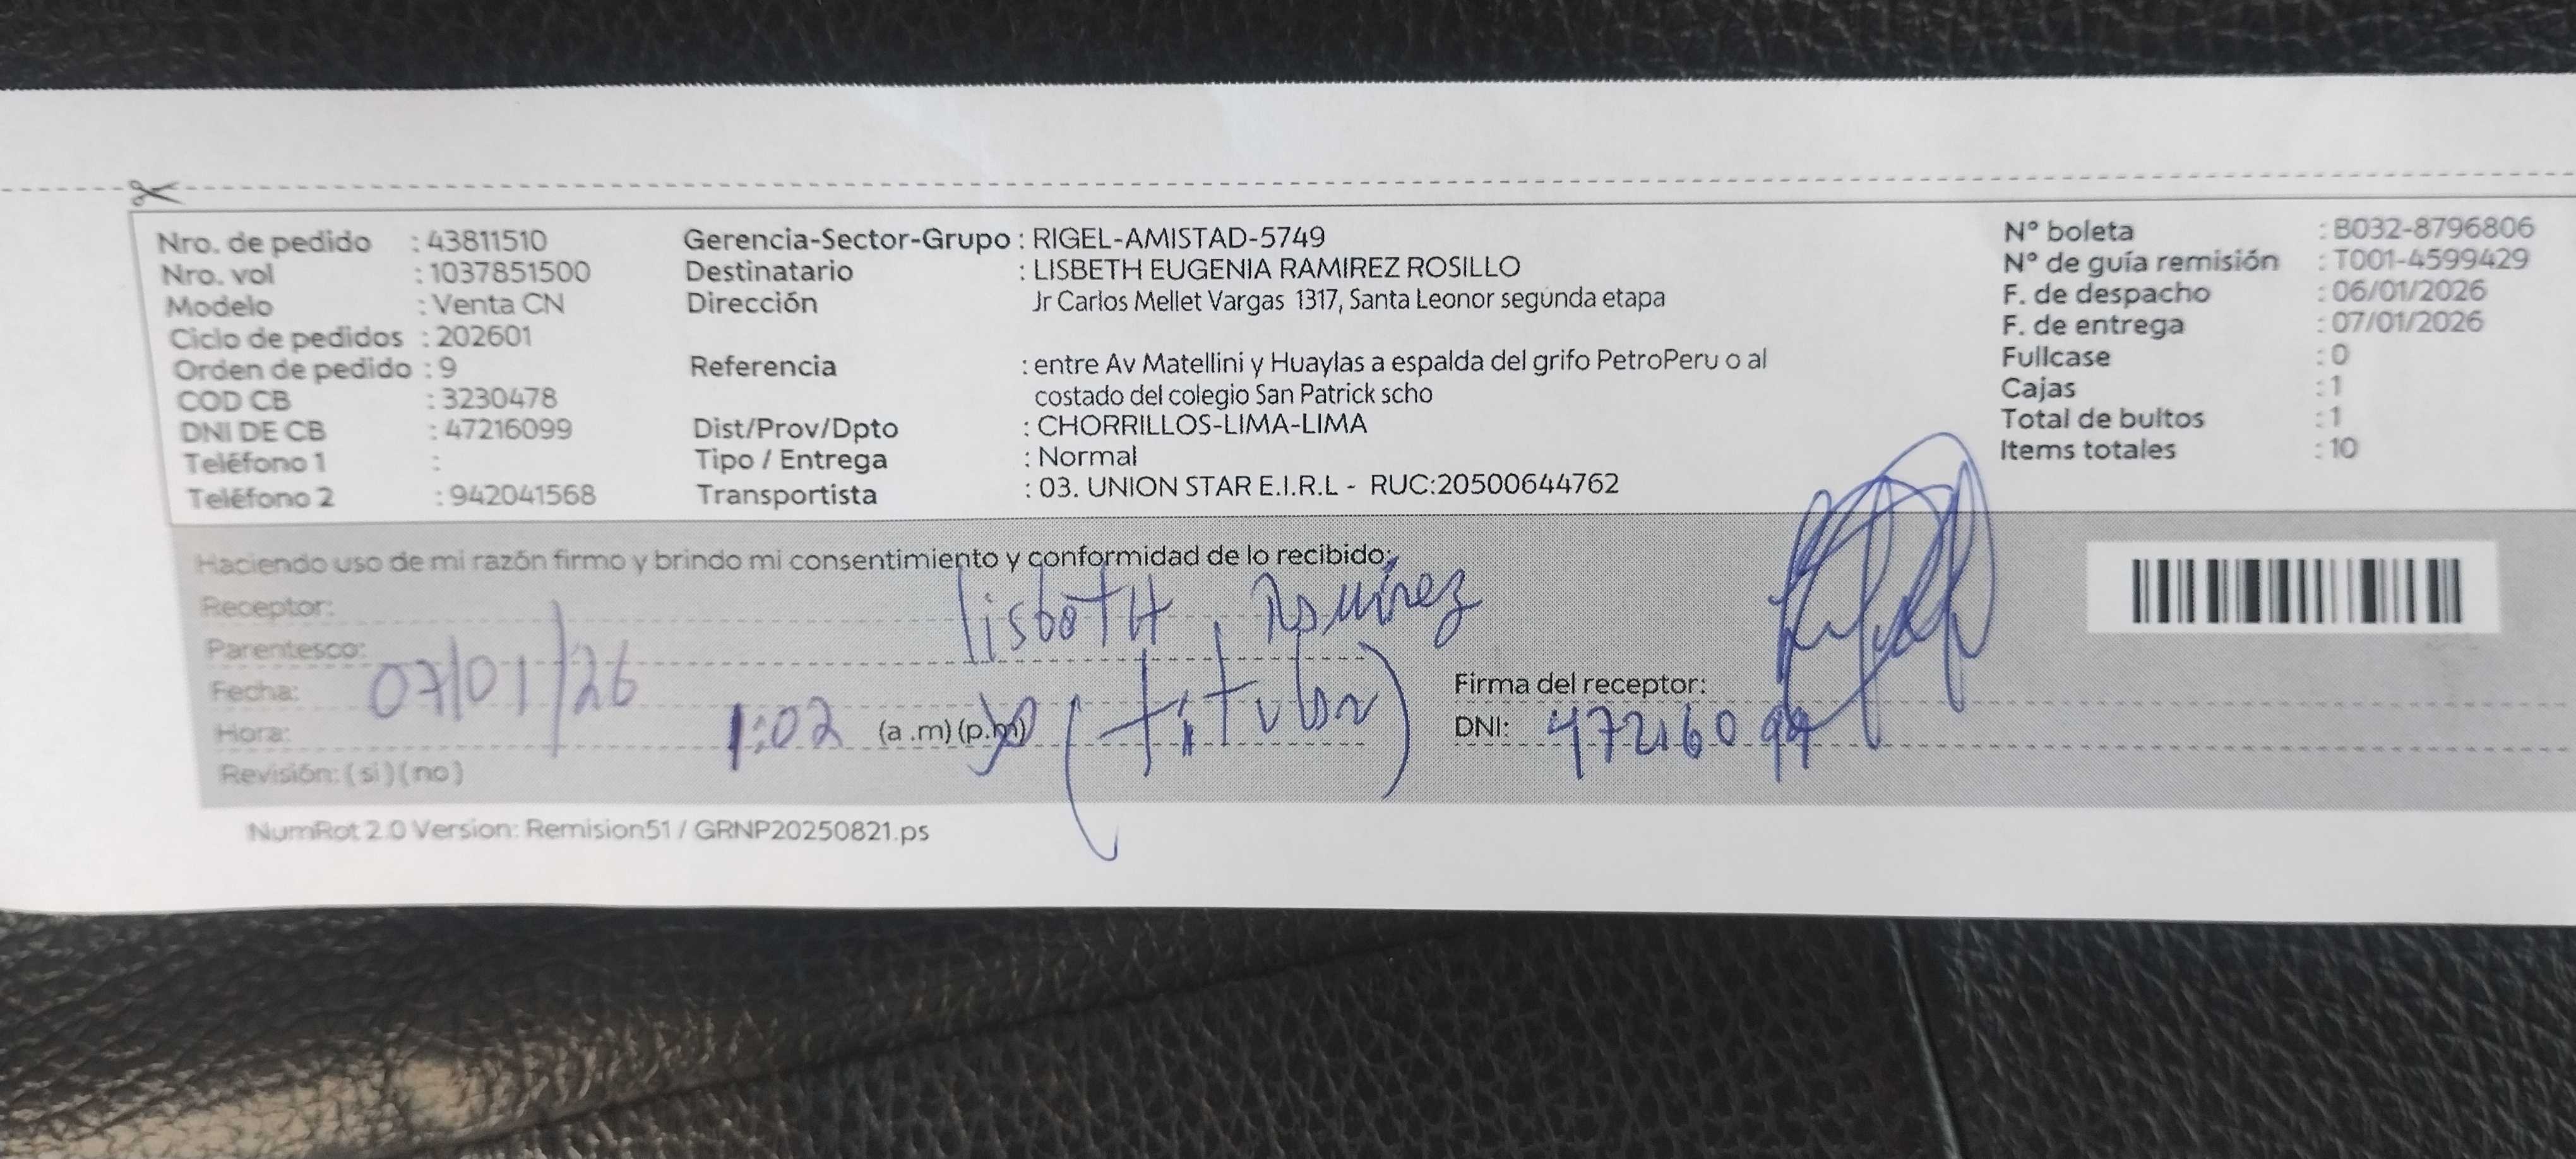 Nro. de pedido : 43811510
Nro. vol : 1037851500
Modelo : Venta CN
Ciclo de pedidos : 202601
Orden de pedido : 9
COD CB : 3230478
DNI DE CB : 47216099
Teléfono 1 :
Teléfono 2 : 942041568
Gerencia-Sector-Grupo : RIGEL-AMISTAD-5749
Destinatario : LISBETH EUGENIA RAMIREZ ROSILLO
Dirección Jr Carlos Mellet Vargas 1317, Santa Leonor segunda etapa
Referencia : entre Av Matellini y Huaylas a espalda del grifo PetroPeru o al
costado del colegio San Patrick scho
Dist/Prov/Dpto : CHORRILLOS-LIMA-LIMA
Tipo / Entrega : Normal
Transportista : 03. UNION STAR E.I.R.L - RUC:20500644762
N° boleta : B032-8796806
N° de guía remisión : T001-4599429
F. de despacho : 06/01/2026
F. de entrega : 07/01/2026
Fullcase : 0
Cajas : 1
Total de bultos : 1
Items totales : 10
Haciendo uso de mi razón firmo y brindo mi consentimiento y conformidad de lo recibido:
Receptor: lisbetH Ramirez
Parentesco: (titular)
Fecha: 07/01/26
Hora: 1:02 (a .m) (p.m)
Revisión: (si) (no)
Firma del receptor:
DNI: 47216099
NumRot 2.0 Version: Remision51 / GRNP20250821.ps